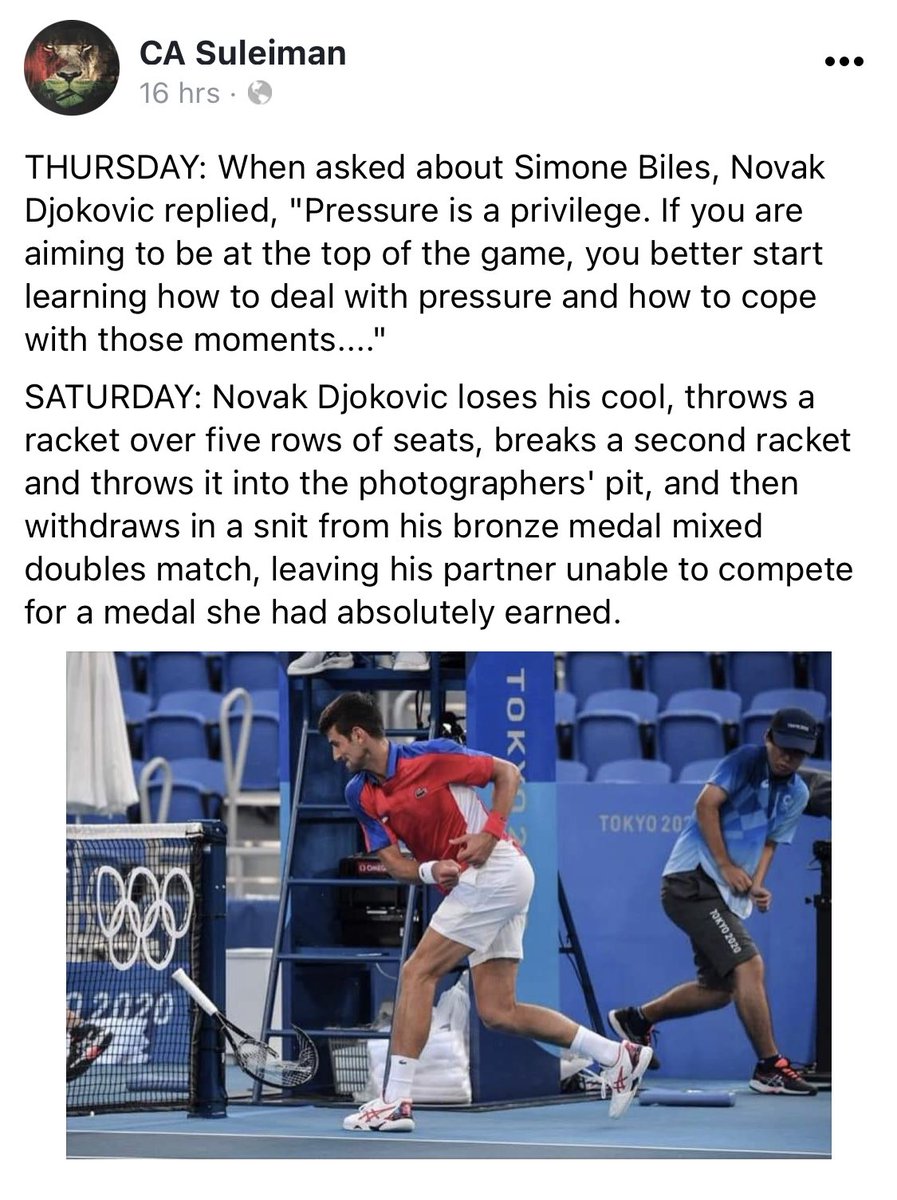 CA Suleiman
16 hrs ·
THURSDAY: When asked about Simone Biles, Novak
Djokovic replied, "Pressure is a privilege. If you are
aiming to be at the top of the game, you better start
learning how to deal with pressure and how to cope
with those moments...."
SATURDAY: Novak Djokovic loses his cool, throws a
racket over five rows of seats, breaks a second racket
and throws it into the photographers' pit, and then
withdraws in a snit from his bronze medal mixed
doubles match, leaving his partner unable to compete
for a medal she had absolutely earned.
TOKYO 202
TOKYO 2020
2020